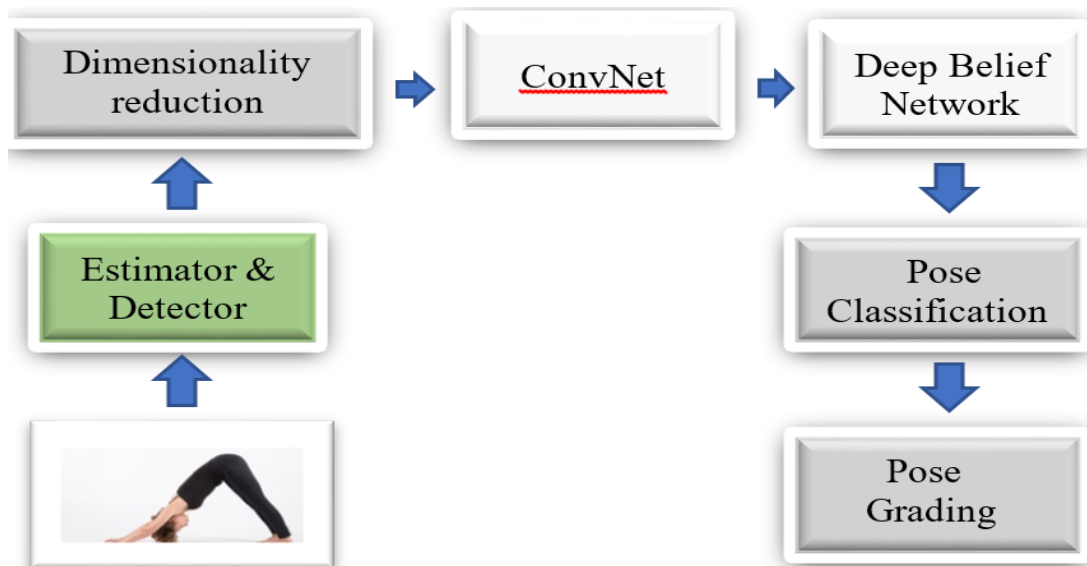 Dimensionality
reduction
ConvNet
Deep Belief
Network
Estimator &
Detector
Pose
Classification
Pose
Grading